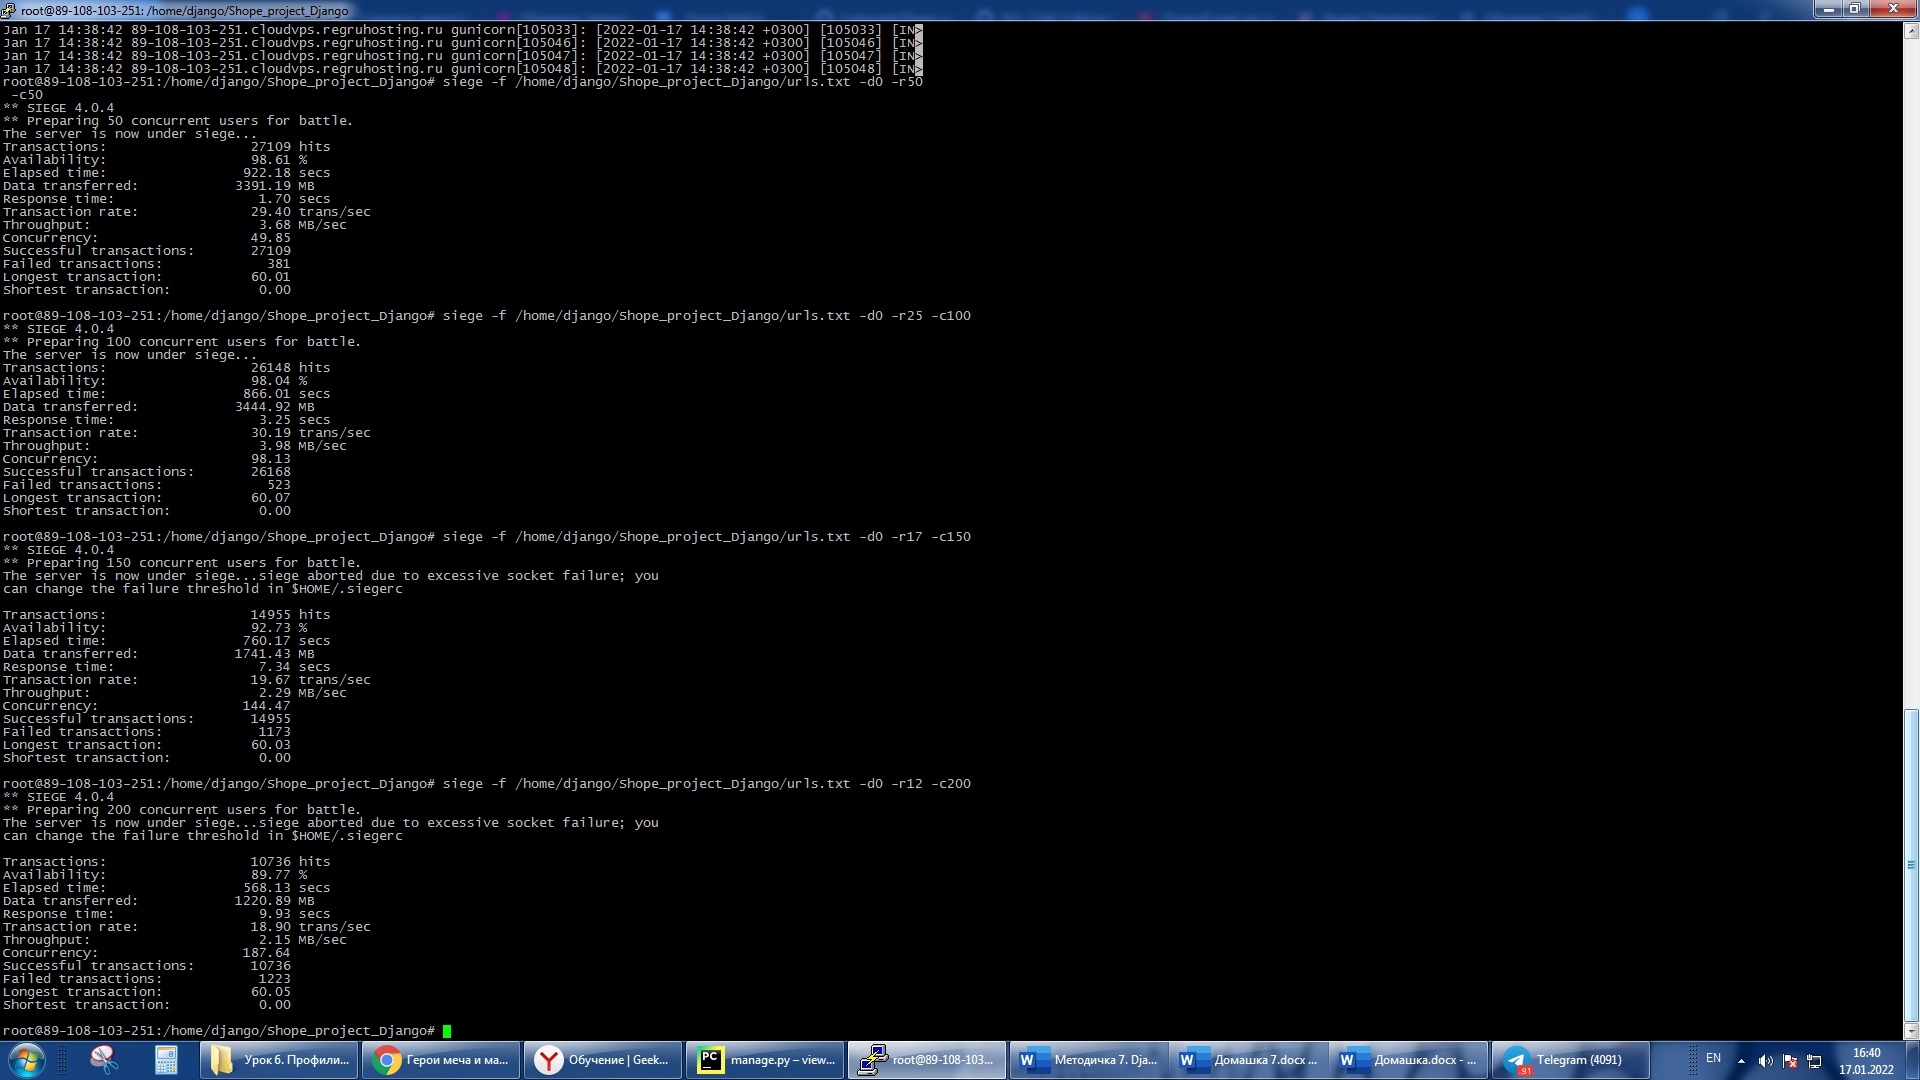 root@89-108-103-251: /home/django/Shope_project_Django
Jan 17 14:38:42 89-108-103-251.cloudvps.regruhosting.ru gunicorn[105033]: [2022-01-17 14:38:42 +0300] [105033] [IN>
Jan 17 14:38:42 89-108-103-251.cloudvps.regruhosting.ru gunicorn[105046]: [2022-01-17 14:38:42 +0300] [105046] [IN>
Jan 17 14:38:42 89-108-103-251.cloudvps.regruhosting.ru gunicorn[105047]: [2022-01-17 14:38:42 +0300] [105047] [IN>
Jan 17 14:38:42 89-108-103-251.cloudvps.regruhosting.ru gunicorn[105048]: [2022-01-17 14:38:42 +0300] [105048] [IN>
root@89-108-103-251:/home/django/Shope_project_Django# siege -f /home/django/Shope_project_Django/urls.txt -d0 -r50
-c50
** SIEGE 4.0.4
** Preparing 50 concurrent users for battle.
The server is now under siege...
Transactions: 27109 hits
Availability: 98.61 %
Elapsed time: 922.18 secs
Data transferred: 3391.19 MB
Response time: 1.70 secs
Transaction rate: 29.40 trans/sec
Throughput: 3.68 MB/sec
Concurrency: 49.85
Successful transactions: 27109
Failed transactions: 381
Longest transaction: 60.01
Shortest transaction: 0.00
root@89-108-103-251:/home/django/Shope_project_Django# siege -f /home/django/Shope_project_Django/urls.txt -d0 -r25 -c100
** SIEGE 4.0.4
** Preparing 100 concurrent users for battle.
The server is now under siege...
Transactions: 26148 hits
Availability: 98.04 %
Elapsed time: 866.01 secs
Data transferred: 3444.92 MB
Response time: 3.25 secs
Transaction rate: 30.19 trans/sec
Throughput: 3.98 MB/sec
Concurrency: 98.13
Successful transactions: 26168
Failed transactions: 523
Longest transaction: 60.07
Shortest transaction: 0.00
root@89-108-103-251:/home/django/Shope_project_Django# siege -f /home/django/Shope_project_Django/urls.txt -d0 -r17 -c150
** SIEGE 4.0.4
** Preparing 150 concurrent users for battle.
The server is now under siege...siege aborted due to excessive socket failure; you
can change the failure threshold in $HOME/.siegerc
Transactions: 14955 hits
Availability: 92.73 %
Elapsed time: 760.17 secs
Data transferred: 1741.43 MB
Response time: 7.34 secs
Transaction rate: 19.67 trans/sec
Throughput: 2.29 MB/sec
Concurrency: 144.47
Successful transactions: 14955
Failed transactions: 1173
Longest transaction: 60.03
Shortest transaction: 0.00
root@89-108-103-251:/home/django/Shope_project_Django# siege -f /home/django/Shope_project_Django/urls.txt -d0 -r12 -c200
** SIEGE 4.0.4
** Preparing 200 concurrent users for battle.
The server is now under siege...siege aborted due to excessive socket failure; you
can change the failure threshold in $HOME/.siegerc
Transactions: 10736 hits
Availability: 89.77 %
Elapsed time: 568.13 secs
Data transferred: 1220.89 MB
Response time: 9.93 secs
Transaction rate: 18.90 trans/sec
Throughput: 2.15 MB/sec
Concurrency: 187.64
Successful transactions: 10736
Failed transactions: 1223
Longest transaction: 60.05
Shortest transaction: 0.00
root@89-108-103-251:/home/django/Shope_project_Django#
Урок 6. Профили... Герои меча и ма... Обучение | Geek... manage.py – view... root@89-108-103... Методичка 7. Dja... Домашка 7.docx ... Домашка.docx - ... Telegram (4091) EN 16:40
17.01.2022